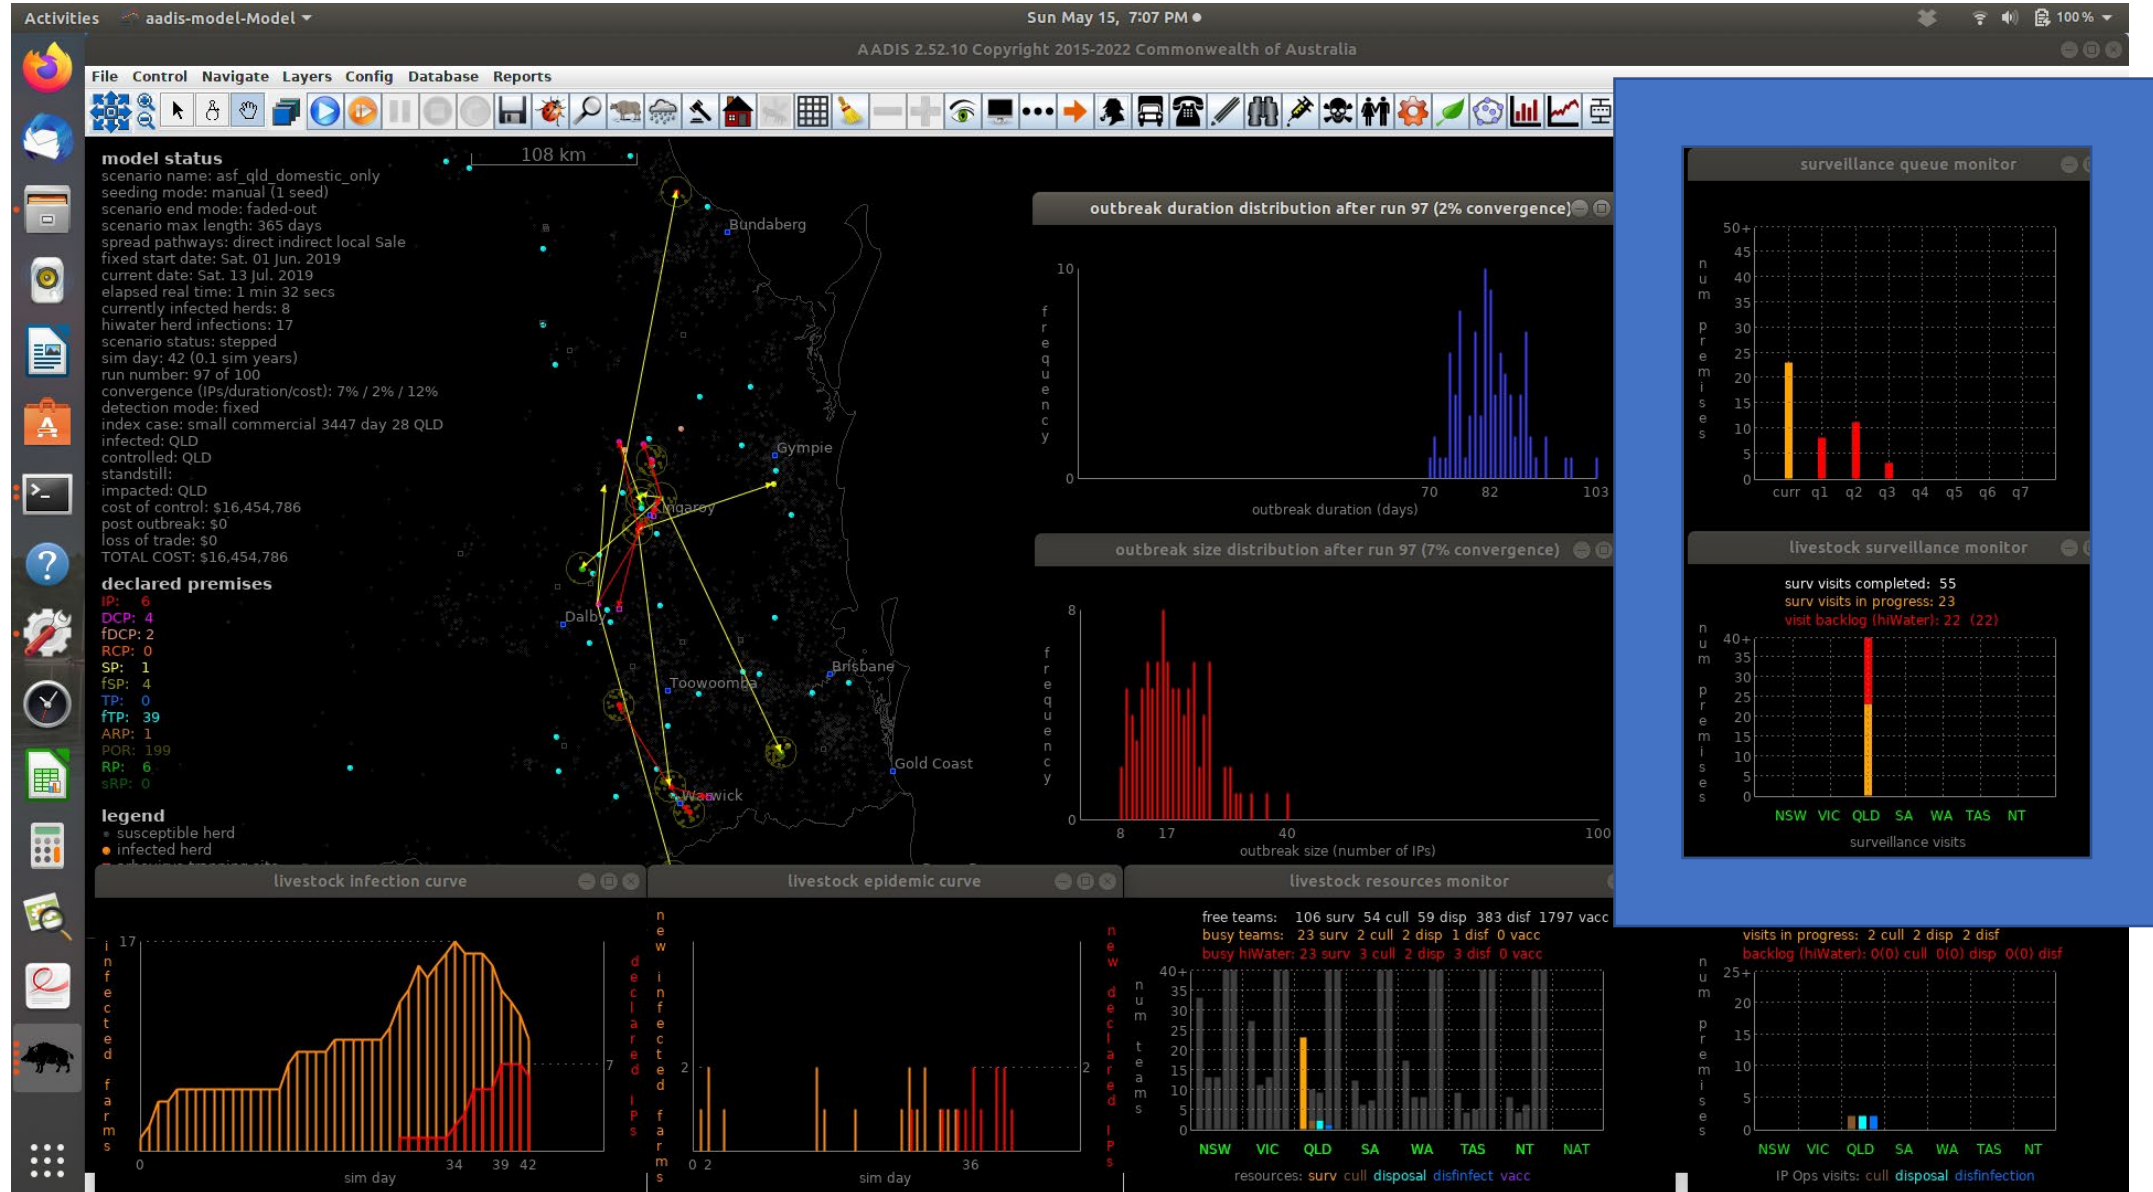 Activities aadis-model-Model Sun May 15, 7:07 PM 100%
AADIS 2.52.10 Copyright 2015-2022 Commonwealth of Australia
File Control Navigate Layers Config Database Reports
model status
scenario name: asf_qld_domestic_only
seeding mode: manual (1 seed)
scenario end mode: faded-out
scenario max length: 365 days
spread pathways: direct indirect local Sale
fixed start date: Sat. 01 Jun. 2019
current date: Sat. 13 Jul. 2019
elapsed real time: 1 min 32 secs
currently infected herds: 8
hiwater herd infections: 17
scenario status: stepped
sim day: 42 (0.1 sim years)
run number: 97 of 100
convergence (IPs/duration/cost): 7% / 2% / 12%
detection mode: fixed
index case: small commercial 3447 day 28 QLD
infected: QLD
controlled: QLD
standstill:
impacted: QLD
cost of control: $16,454,786
post outbreak: $0
loss of trade: $0
TOTAL COST: $16,454,786
declared premises
IP: 6
DCP: 4
fDCP: 2
RCP: 0
SP: 1
fSP: 4
TP: 0
fTP: 39
ARP: 1
POR: 199
RP: 6
sRP: 0
legend
susceptible herd
infected herd
108 km
Bundaberg
Gympie
Dalby
Brisbane
Toowoomba
Gold Coast
Warwick
outbreak duration distribution after run 97 (2% convergence)
10
frequency
0
70 82 103
outbreak duration (days)
outbreak size distribution after run 97 (7% convergence)
8
frequency
0
8 17 40 100
outbreak size (number of IPs)
surveillance queue monitor
num premises
50+
45
40
35
30
25
20
15
10
5
0
curr q1 q2 q3 q4 q5 q6 q7
livestock surveillance monitor
surv visits completed: 55
surv visits in progress: 23
visit backlog (hiWater): 22 (22)
num premises
40+
35
30
25
20
15
10
5
0
NSW VIC QLD SA WA TAS NT
surveillance visits
livestock infection curve
infected farms
17
declared IPs
7
0 34 39 42
sim day
livestock epidemic curve
new infected farms
2
new declared IPs
2
0 2 36
sim day
livestock resources monitor
free teams: 106 surv 54 cull 59 disp 383 disf 1797 vacc
busy teams: 23 surv 2 cull 2 disp 1 disf 0 vacc
busy hiWater: 23 surv 3 cull 2 disp 3 disf 0 vacc
num teams
40+
35
30
25
20
15
10
5
0
NSW VIC QLD SA WA TAS NT NAT
resources: surv cull disposal disfinfect vacc
visits in progress: 2 cull 2 disp 2 disf
backlog (hiWater): 0(0) cull 0(0) disp 0(0) disf
num premises
25+
20
15
10
5
0
NSW VIC QLD SA WA TAS NT
IP Ops visits: cull disposal disfinfection